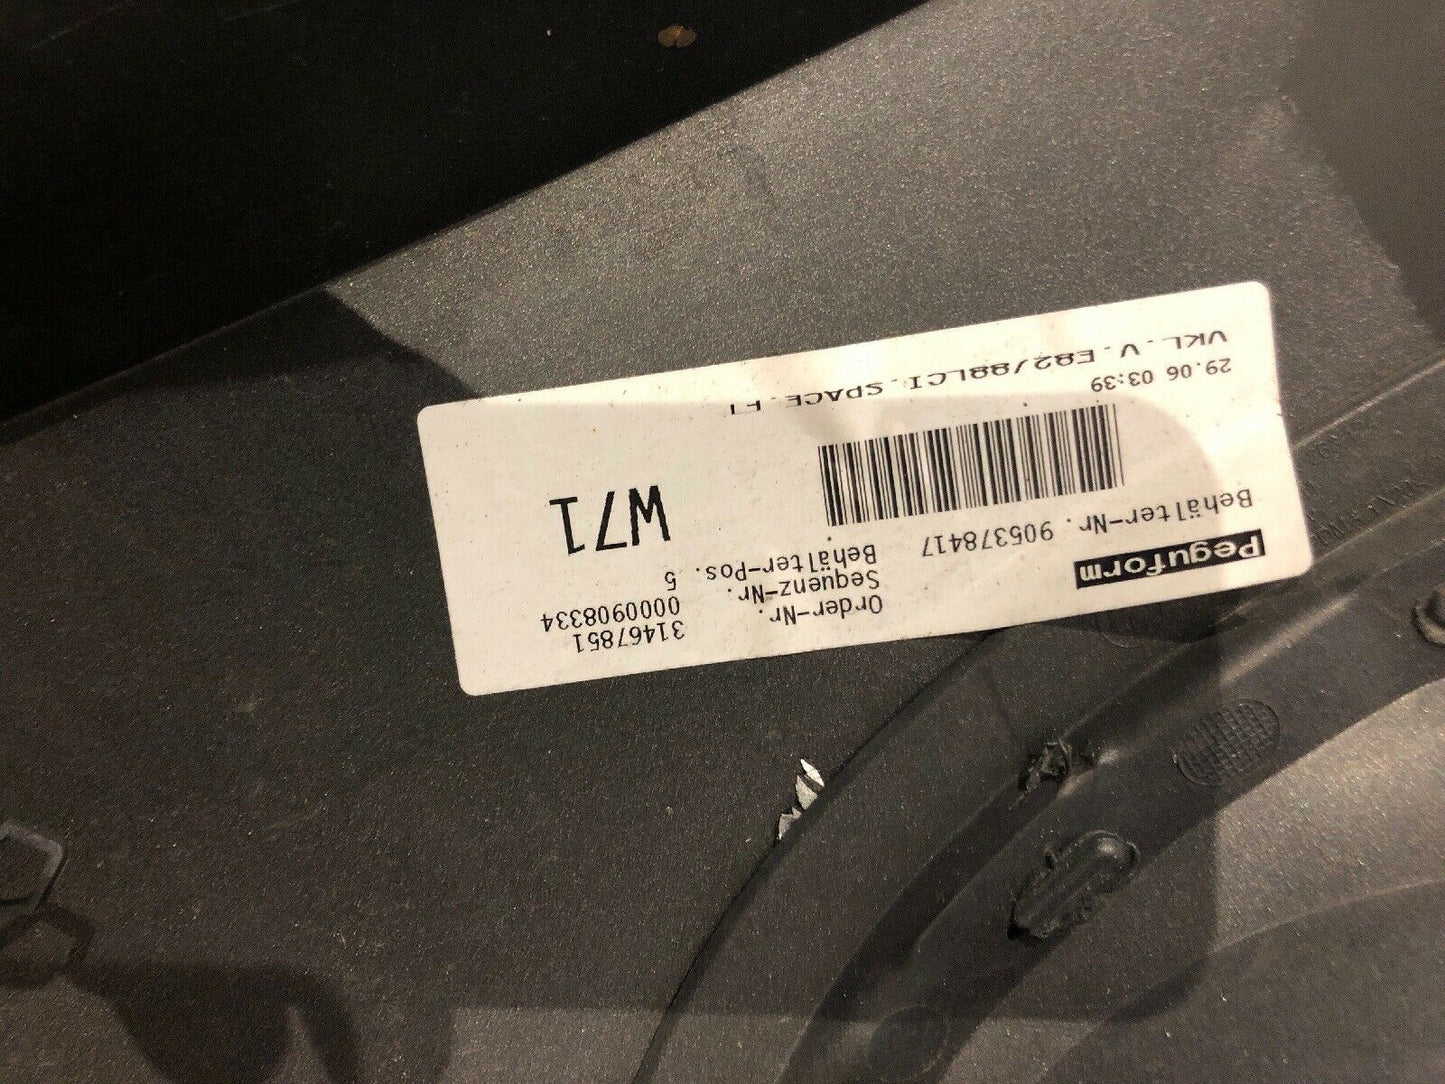 Peguform
Order-Nr. 31467851
Sequenz-Nr. 0000908334
Behälter-Nr. 905378417
Behälter-Pos. 5
W71
29.06 03:39
VKL.V.E82/88LCI.SPACE